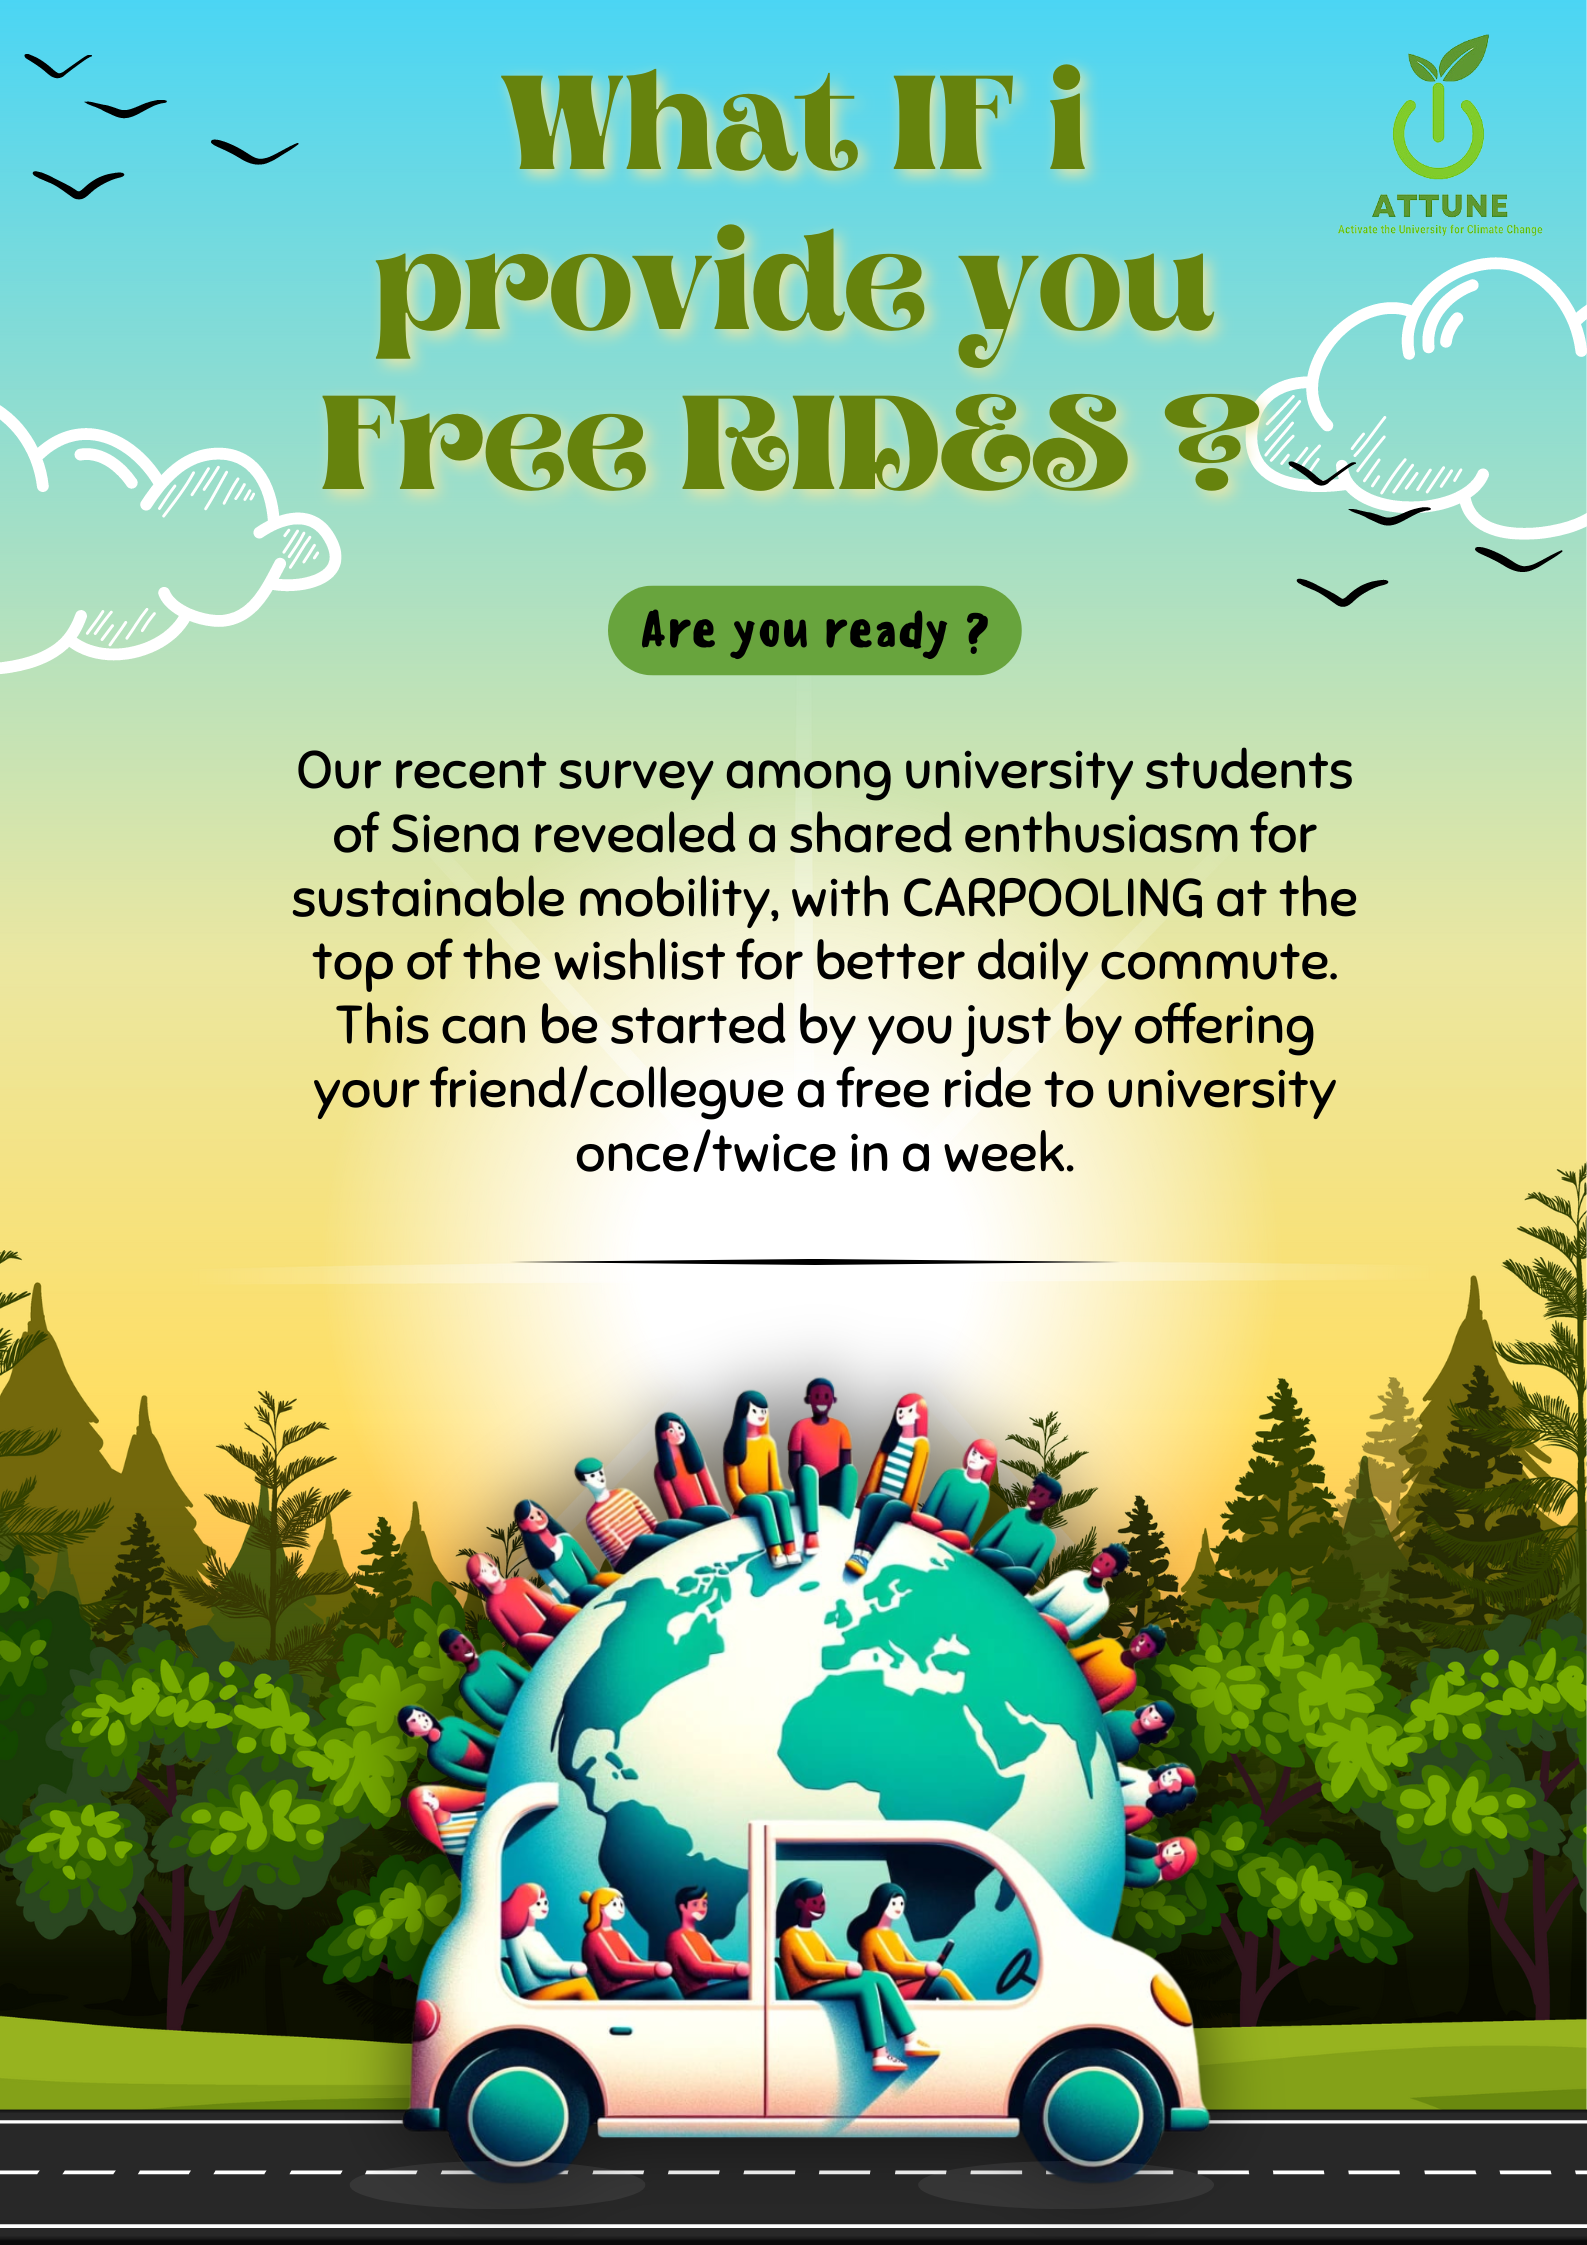 What IF i
provide you
Free RIDES ?
ATTUNE
Activate the University for Climate Change
Are you ready ?
Our recent survey among university students
of Siena revealed a shared enthusiasm for
sustainable mobility, with CARPOOLING at the
top of the wishlist for better daily commute.
This can be started by you just by offering
your friend/collegue a free ride to university
once/twice in a week.